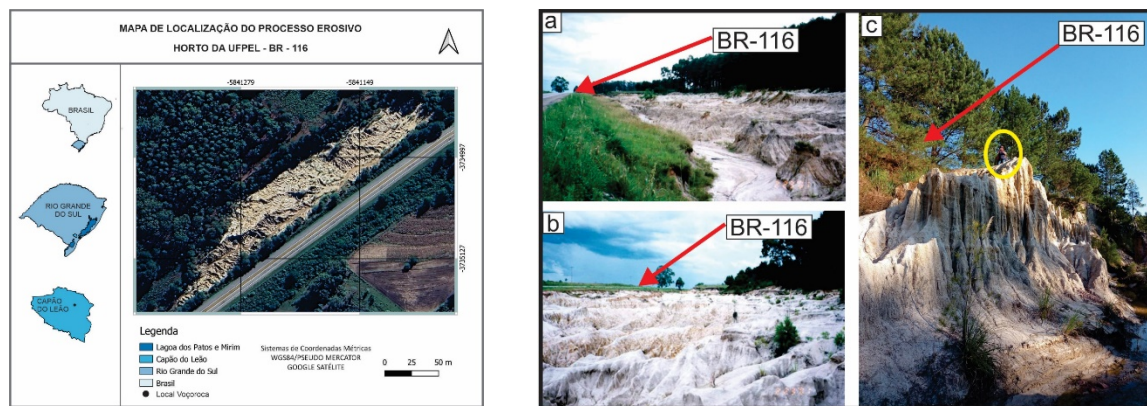 MAPA DE LOCALIZAÇÃO DO PROCESSO EROSIVO
HORTO DA UFPEL - BR - 116
BRASIL
RIO GRANDE
DO SUL
CAPÃO
DO LEÃO
-5841279
-5841149
-3734997
-3735127
Legenda
Lagoa dos Patos e Mirim
Capão do Leão
Rio Grande do Sul
Brasil
Local Voçoroca
Sistemas de Coordenadas Métricas
WGS84/PSEUDO MERCATOR
GOOGLE SATÉLITE
0 25 50 m
a
BR-116
b
BR-116
c
BR-116